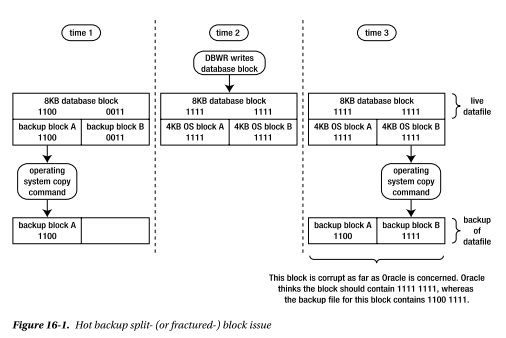 time 1
time 2
time 3
DBWR writes
database block
8KB database block
1100 0011
8KB database block
1111 1111
8KB database block
1111 1111
live
datafile
backup block A
1100
backup block B
0011
4KB OS block A
1111
4KB OS block B
1111
4KB OS block A
1111
4KB OS block B
1111
operating
system copy
command
operating
system copy
command
backup block A
1100
backup block A
1100
backup block B
1111
backup
of
datafile
This block is corrupt as far as Oracle is concerned. Oracle
thinks the block should contain 1111 1111, whereas
the backup file for this block contains 1100 1111.
Figure 16-1. Hot backup split- (or fractured-) block issue